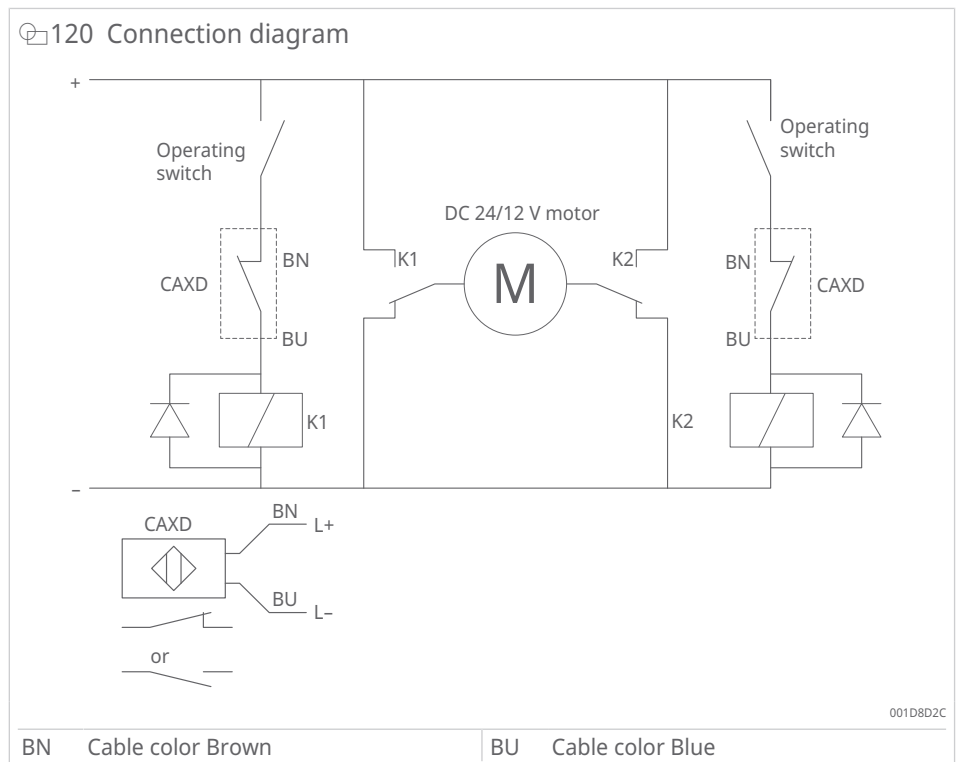 120 Connection diagram
+
Operating
switch
Operating
switch
DC 24/12 V motor
K1
M
K2
BN
CAXD
BU
BN
CAXD
BU
K1
K2
–
CAXD
BN
L+
BU
L–
or
001D8D2C
BN Cable color Brown
BU Cable color Blue